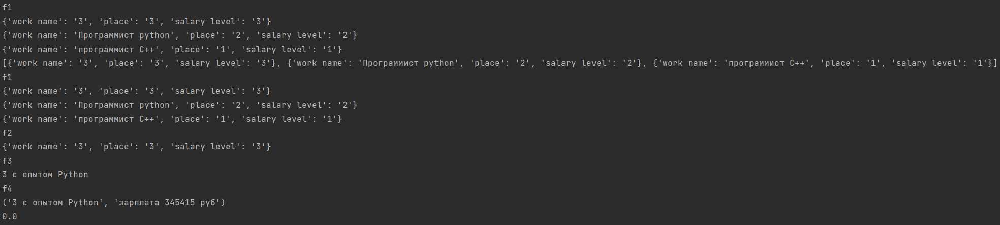 f1
{'work name': '3', 'place': '3', 'salary level': '3'}
{'work name': 'Программист python', 'place': '2', 'salary level': '2'}
{'work name': 'программист C++', 'place': '1', 'salary level': '1'}
[{'work name': '3', 'place': '3', 'salary level': '3'}, {'work name': 'Программист python', 'place': '2', 'salary level': '2'}, {'work name': 'программист C++', 'place': '1', 'salary level': '1'}]
f1
{'work name': '3', 'place': '3', 'salary level': '3'}
{'work name': 'Программист python', 'place': '2', 'salary level': '2'}
{'work name': 'программист C++', 'place': '1', 'salary level': '1'}
f2
{'work name': '3', 'place': '3', 'salary level': '3'}
f3
3 с опытом Python
f4
('3 с опытом Python', 'зарплата 345415 руб')
0.0